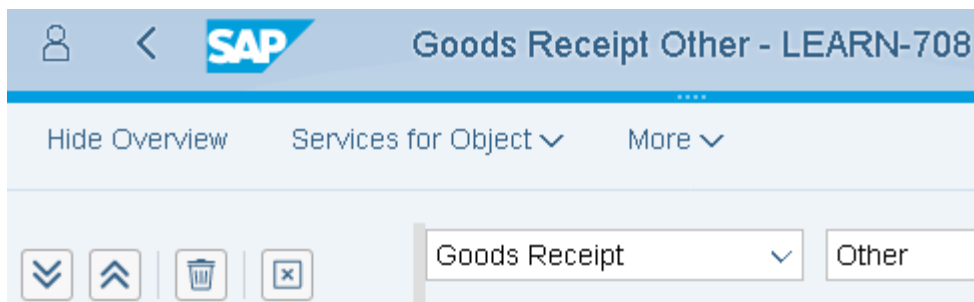 SAP Goods Receipt Other - LEARN-708
Hide Overview Services for Object More
Goods Receipt Other